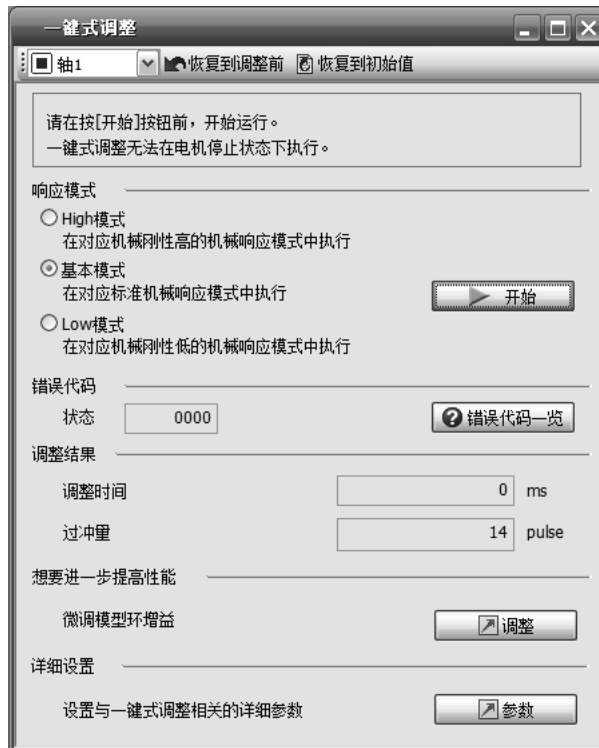 一键式调整
轴1 恢复到调整前 恢复到初始值
请在按[开始]按钮前，开始运行。
一键式调整无法在电机停止状态下执行。
响应模式
High模式
在对应机械刚性高的机械响应模式中执行
基本模式
在对应标准机械响应模式中执行
开始
Low模式
在对应机械刚性低的机械响应模式中执行
错误代码
状态 0000 错误代码一览
调整结果
调整时间 0 ms
过冲量 14 pulse
想要进一步提高性能
微调模型环增益 调整
详细设置
设置与一键式调整相关的详细参数 参数